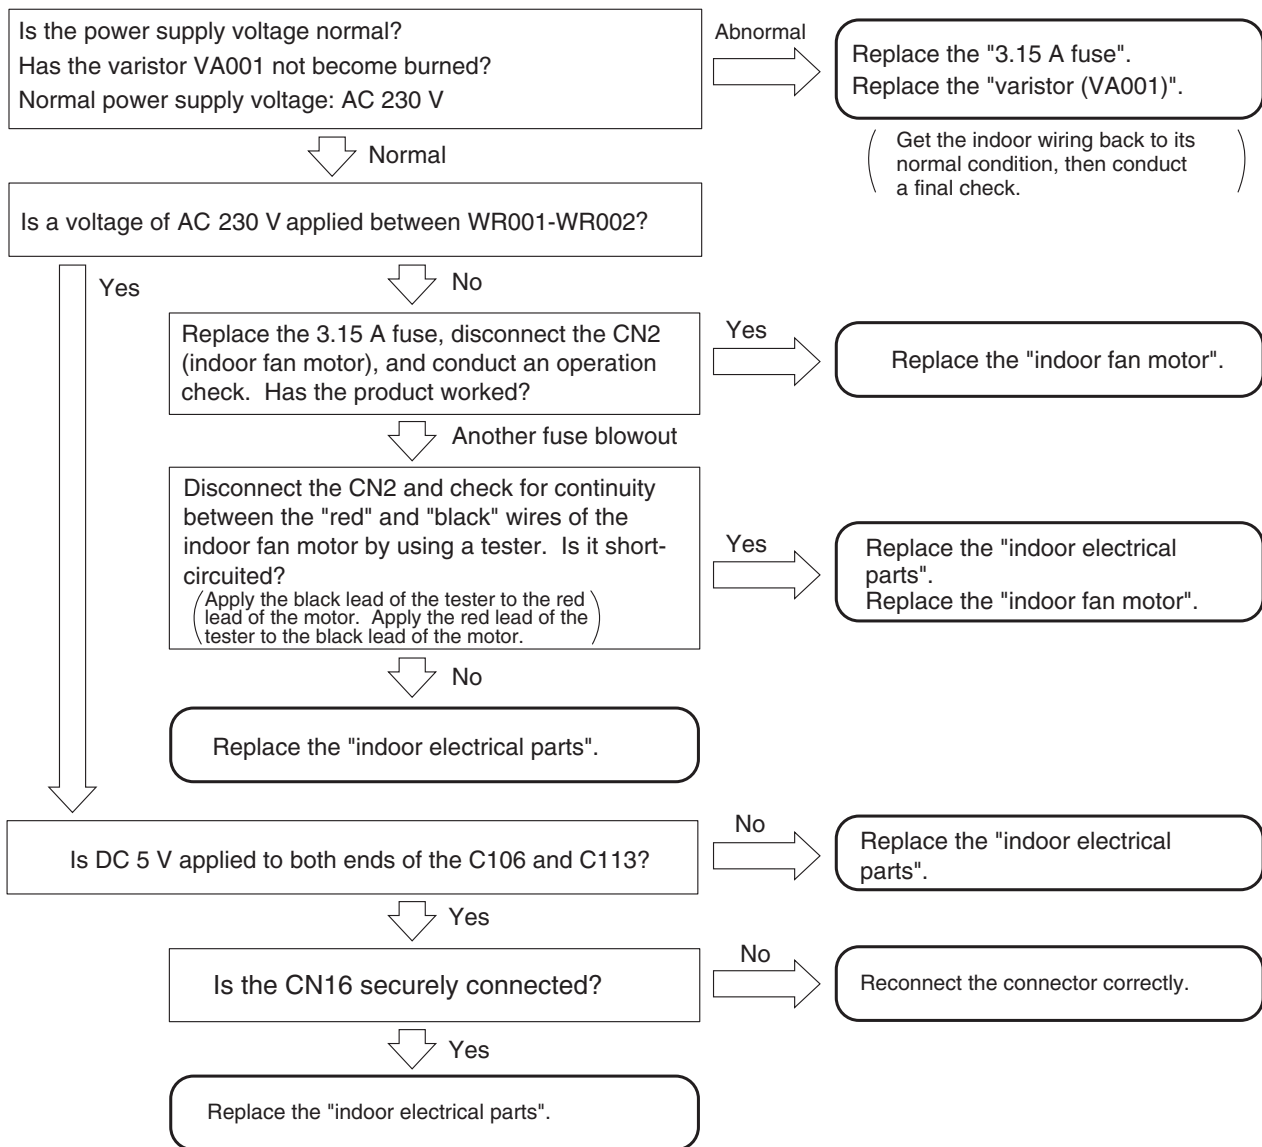 Is the power supply voltage normal?
Has the varistor VA001 not become burned?
Normal power supply voltage: AC 230 V
Abnormal
Replace the "3.15 A fuse".
Replace the "varistor (VA001)".
Get the indoor wiring back to its
normal condition, then conduct
a final check.
Normal
Is a voltage of AC 230 V applied between WR001-WR002?
Yes
No
Replace the 3.15 A fuse, disconnect the CN2
(indoor fan motor), and conduct an operation
check. Has the product worked?
Yes
Replace the "indoor fan motor".
Another fuse blowout
Disconnect the CN2 and check for continuity
between the "red" and "black" wires of the
indoor fan motor by using a tester. Is it short-
circuited?
Apply the black lead of the tester to the red
lead of the motor. Apply the red lead of the
tester to the black lead of the motor.
Yes
Replace the "indoor electrical
parts".
Replace the "indoor fan motor".
No
Replace the "indoor electrical parts".
Is DC 5 V applied to both ends of the C106 and C113?
No
Replace the "indoor electrical
parts".
Yes
Is the CN16 securely connected?
No
Reconnect the connector correctly.
Yes
Replace the "indoor electrical parts".